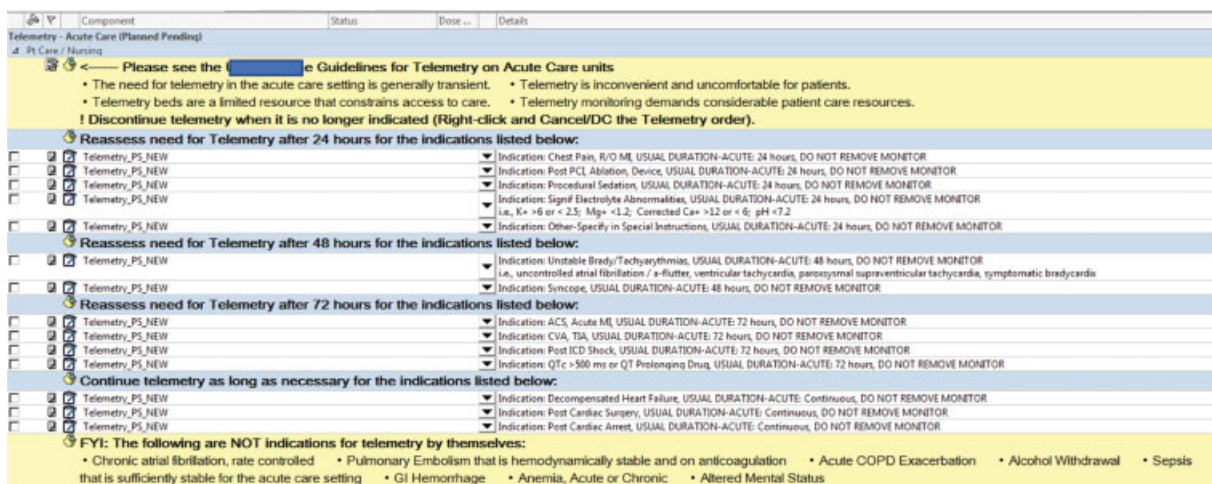 Component Status Dose ... Details
Telemetry - Acute Care (Planned Pending)
Pt Care / Nursing
<—— Please see the e Guidelines for Telemetry on Acute Care units
• The need for telemetry in the acute care setting is generally transient. • Telemetry is inconvenient and uncomfortable for patients.
• Telemetry beds are a limited resource that constrains access to care. • Telemetry monitoring demands considerable patient care resources.
! Discontinue telemetry when it is no longer indicated (Right-click and Cancel/DC the Telemetry order).
Reassess need for Telemetry after 24 hours for the indications listed below:
Telemetry_PS_NEW Indication: Chest Pain, R/O MI, USUAL DURATION-ACUTE: 24 hours, DO NOT REMOVE MONITOR
Telemetry_PS_NEW Indication: Post PCI, Ablation, Device, USUAL DURATION-ACUTE: 24 hours, DO NOT REMOVE MONITOR
Telemetry_PS_NEW Indication: Procedural Sedation, USUAL DURATION-ACUTE: 24 hours, DO NOT REMOVE MONITOR
Telemetry_PS_NEW Indication: Signif Electrolyte Abnormalities, USUAL DURATION-ACUTE: 24 hours, DO NOT REMOVE MONITOR
i.e., K+ >6 or < 2.5; Mg+ <1.2; Corrected Ca+ >12 or < 6; pH <7.2
Telemetry_PS_NEW Indication: Other-Specify in Special Instructions, USUAL DURATION-ACUTE: 24 hours, DO NOT REMOVE MONITOR
Reassess need for Telemetry after 48 hours for the indications listed below:
Telemetry_PS_NEW Indication: Unstable Brady/Tachyarythmias, USUAL DURATION-ACUTE: 48 hours, DO NOT REMOVE MONITOR
i.e., uncontrolled atrial fibrillation / a-flutter, ventricular tachycardia, paroxysmal supraventricular tachycardia, symptomatic bradycardix
Telemetry_PS_NEW Indication: Syncope, USUAL DURATION-ACUTE: 48 hours, DO NOT REMOVE MONITOR
Reassess need for Telemetry after 72 hours for the indications listed below:
Telemetry_PS_NEW Indication: ACS, Acute MI, USUAL DURATION-ACUTE: 72 hours, DO NOT REMOVE MONITOR
Telemetry_PS_NEW Indication: CVA, TIA, USUAL DURATION-ACUTE: 72 hours, DO NOT REMOVE MONITOR
Telemetry_PS_NEW Indication: Post ICD Shock, USUAL DURATION-ACUTE: 72 hours, DO NOT REMOVE MONITOR
Telemetry_PS_NEW Indication: QTc >500 ms or QT Prolonging Drug, USUAL DURATION-ACUTE: 72 hours, DO NOT REMOVE MONITOR
Continue telemetry as long as necessary for the indications listed below:
Telemetry_PS_NEW Indication: Decompensated Heart Failure, USUAL DURATION-ACUTE: Continuous, DO NOT REMOVE MONITOR
Telemetry_PS_NEW Indication: Post Cardiac Surgery, USUAL DURATION-ACUTE: Continuous, DO NOT REMOVE MONITOR
Telemetry_PS_NEW Indication: Post Cardiac Arrest, USUAL DURATION-ACUTE: Continuous, DO NOT REMOVE MONITOR
FYI: The following are NOT indications for telemetry by themselves:
• Chronic atrial fibrillation, rate controlled • Pulmonary Embolism that is hemodynamically stable and on anticoagulation • Acute COPD Exacerbation • Alcohol Withdrawal • Sepsis
that is sufficiently stable for the acute care setting • GI Hemorrhage • Anemia, Acute or Chronic • Altered Mental Status